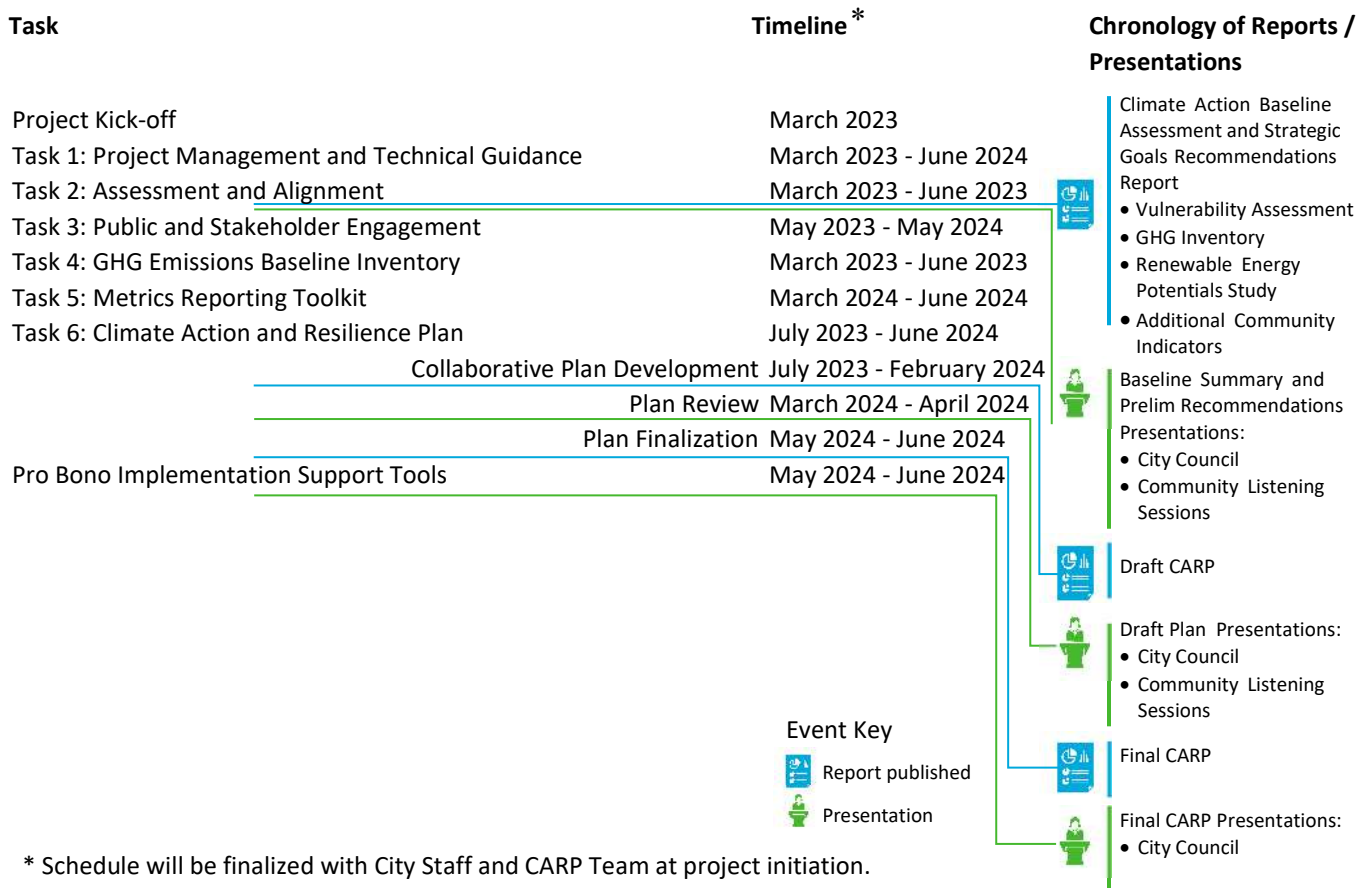 Task
Timeline*
Chronology of Reports /
Presentations
Project Kick-off March 2023
Task 1: Project Management and Technical Guidance March 2023 - June 2024
Task 2: Assessment and Alignment March 2023 - June 2023
Task 3: Public and Stakeholder Engagement May 2023 - May 2024
Task 4: GHG Emissions Baseline Inventory March 2023 - June 2023
Task 5: Metrics Reporting Toolkit March 2024 - June 2024
Task 6: Climate Action and Resilience Plan July 2023 - June 2024
Collaborative Plan Development July 2023 - February 2024
Plan Review March 2024 - April 2024
Plan Finalization May 2024 - June 2024
Pro Bono Implementation Support Tools May 2024 - June 2024
Climate Action Baseline
Assessment and Strategic
Goals Recommendations
Report
• Vulnerability Assessment
• GHG Inventory
• Renewable Energy
Potentials Study
• Additional Community
Indicators
Baseline Summary and
Prelim Recommendations
Presentations:
• City Council
• Community Listening
Sessions
Draft CARP
Draft Plan Presentations:
• City Council
• Community Listening
Sessions
Final CARP
Final CARP Presentations:
• City Council
Event Key
Report published
Presentation
* Schedule will be finalized with City Staff and CARP Team at project initiation.